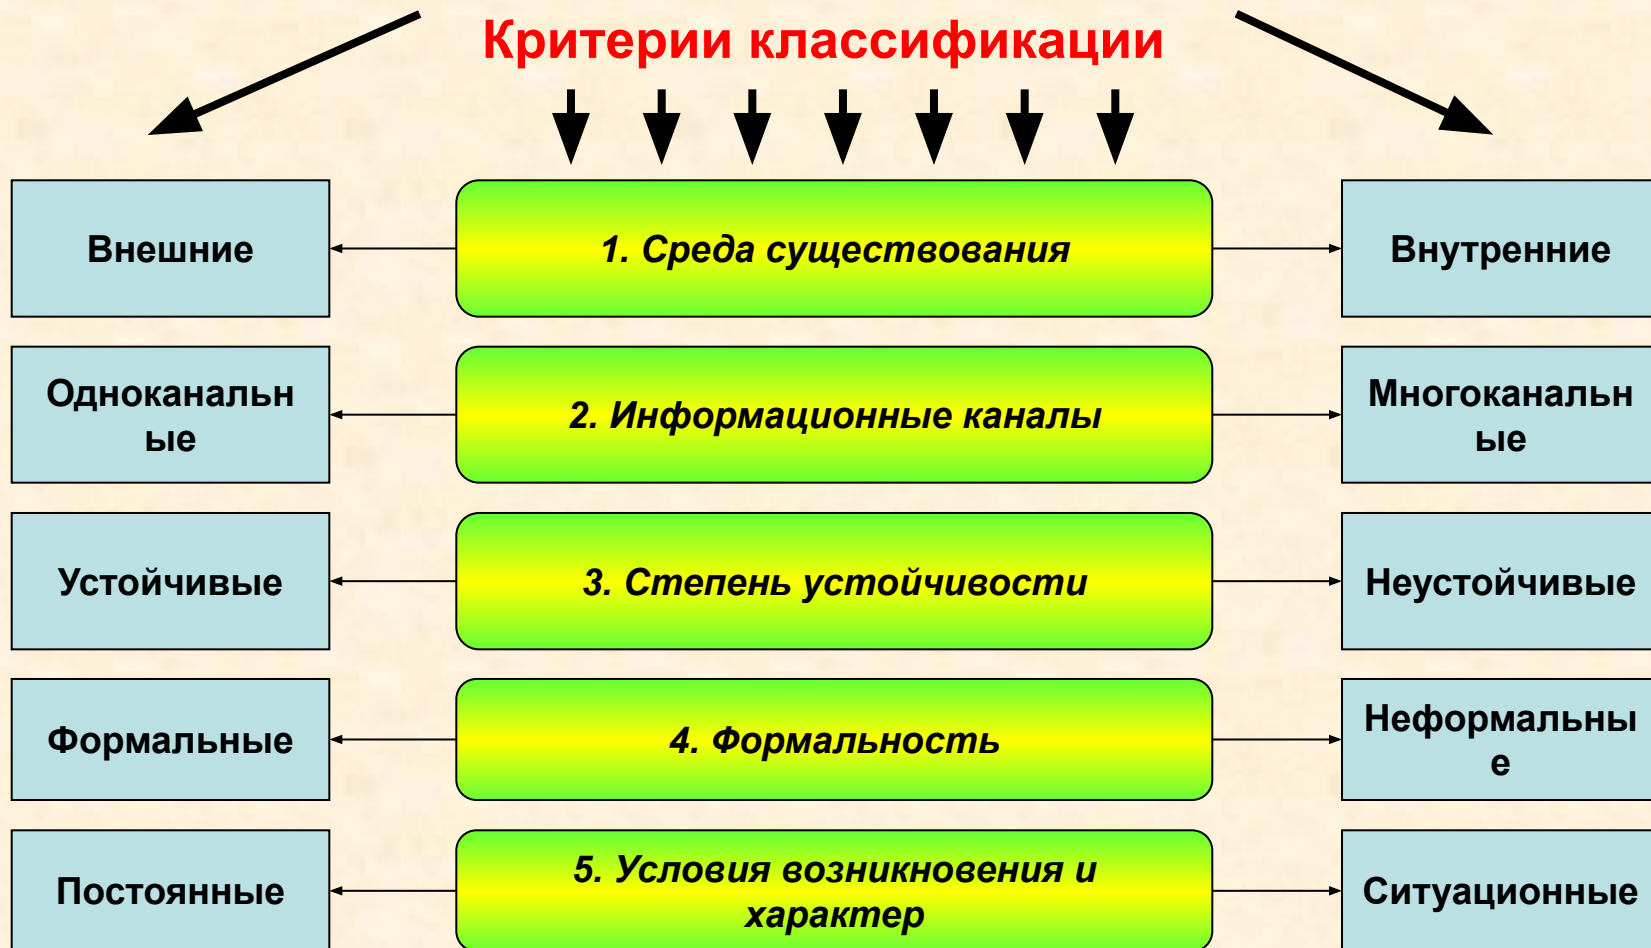 Критерии классификации
Внешние
1. Среда существования
Внутренние
Одноканальн
ые
2. Информационные каналы
Многоканальн
ые
Устойчивые
3. Степень устойчивости
Неустойчивые
Формальные
4. Формальность
Неформальны
е
Постоянные
5. Условия возникновения и
характер
Ситуационные